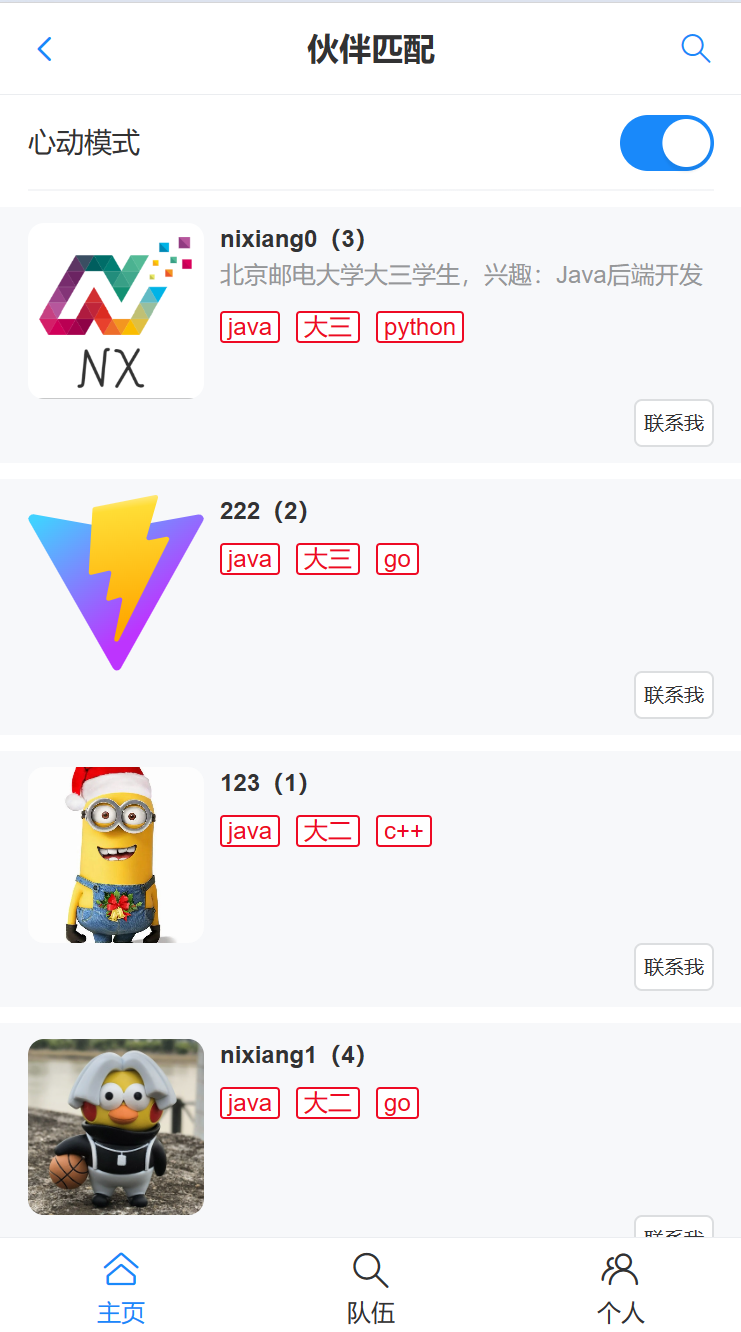 伙伴匹配
心动模式
NX
nixiang0（3）
北京邮电大学大三学生，兴趣：Java后端开发
java 大三 python
联系我
222（2）
java 大三 go
联系我
123（1）
java 大二 c++
联系我
nixiang1（4）
java 大二 go
联系我
主页 队伍 个人